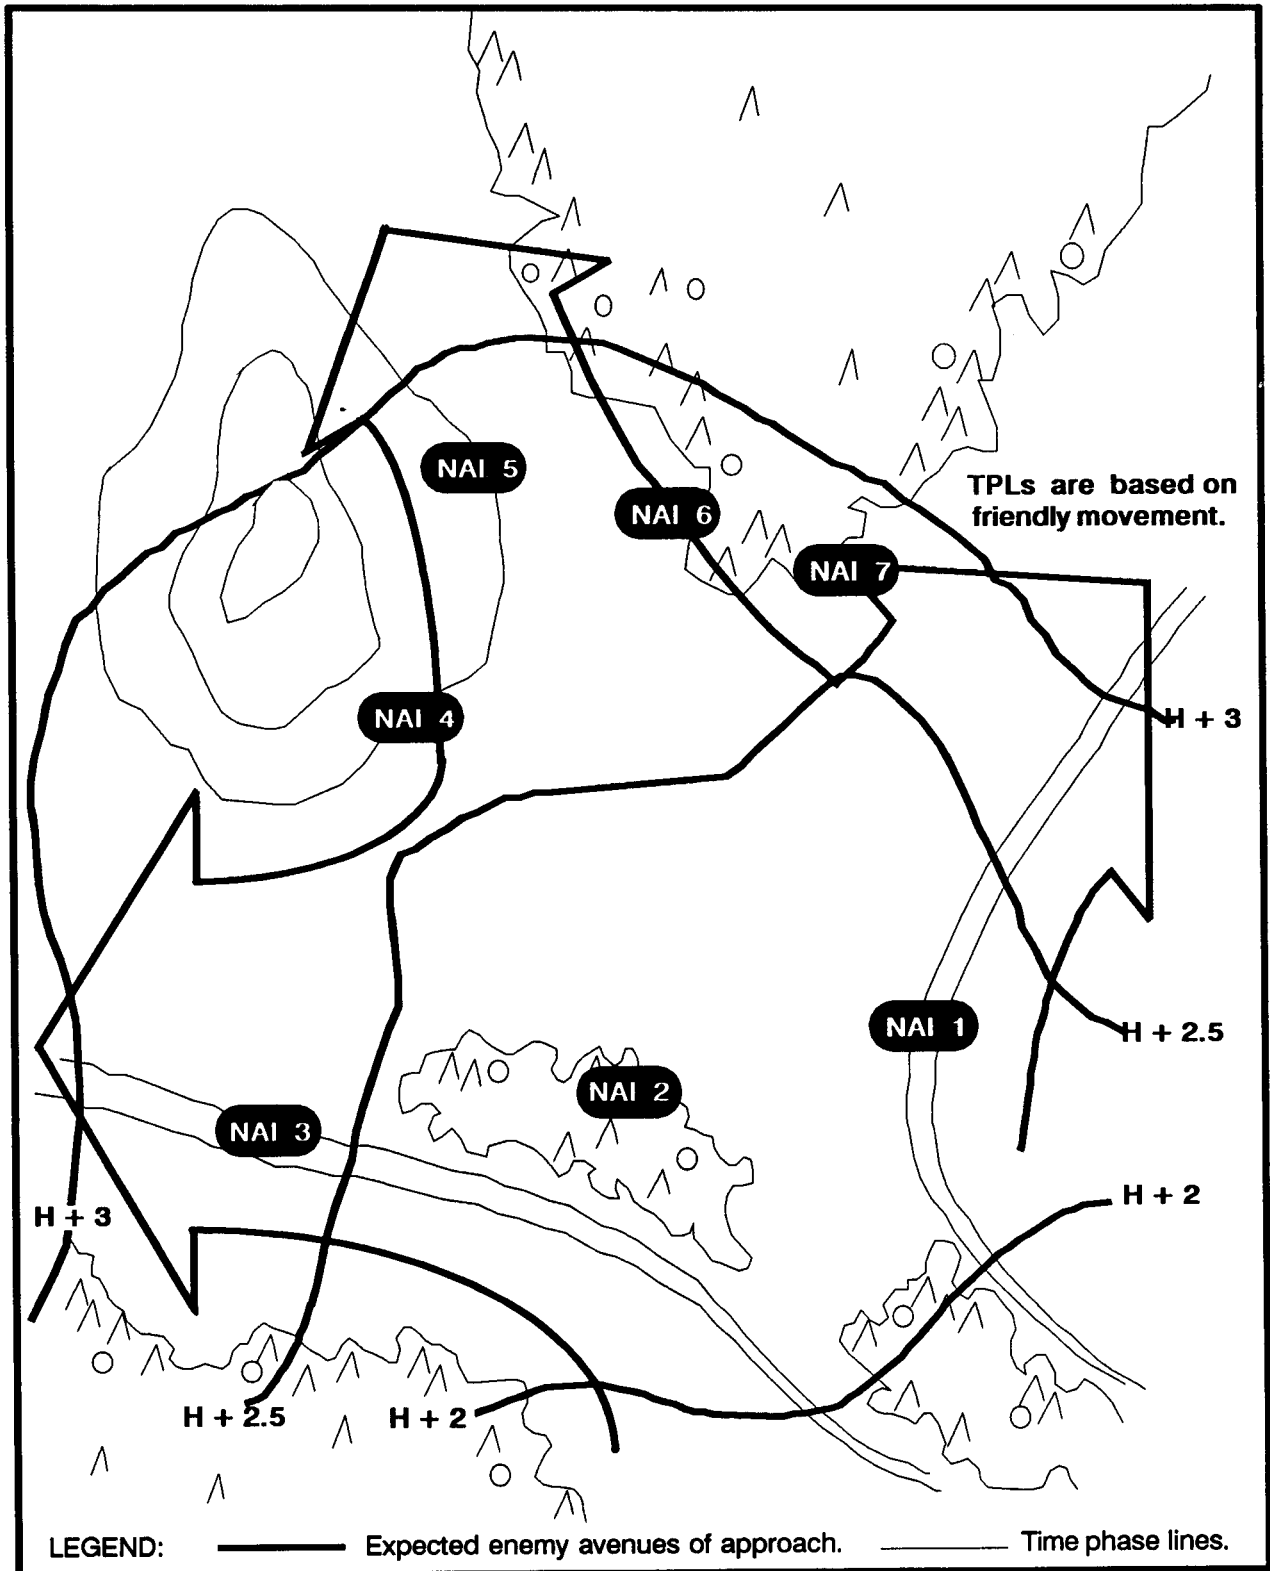 NAI 5
TPLs are based on
friendly movement.
NAI 6
NAI 7
NAI 4
H + 3
NAI 1
H + 2.5
NAI 2
NAI 3
H + 2
H + 3
H + 2.5
H + 2
LEGEND: Expected enemy avenues of approach. Time phase lines.